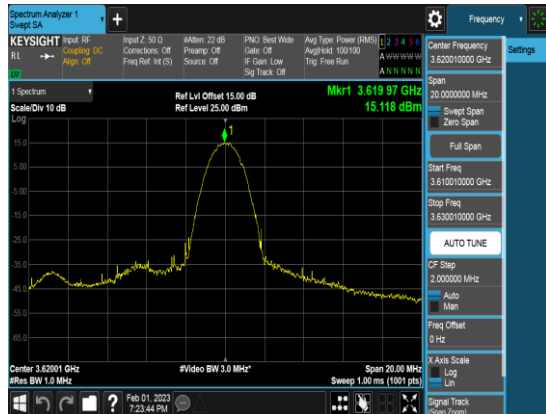 Spectrum Analyzer 1
Swept SA
+
Frequency
KEYSIGHT
RL
Input: RF
Coupling: DC
Align: Off
Input Z: 50 Ω
Corrections: Off
Freq Ref: Int (S)
#Atten: 22 dB
Preamp: Off
Source: Off
PNO: Best Wide
Gate: Off
IF Gain: Low
Sig Track: Off
Avg Type: Power (RMS)
Avg|Hold: 100/100
Trig: Free Run
1 2 3 4 5 6
A W W W W W
A N N N N N
1 Spectrum
Scale/Div 10 dB
Log
Ref Lvl Offset 15.00 dB
Ref Level 25.00 dBm
Mkr1 3.619 97 GHz
15.118 dBm
1
15.0
5.00
-5.00
-15.0
-25.0
-35.0
-45.0
-55.0
-65.0
Center 3.62001 GHz
#Res BW 1.0 MHz
#Video BW 3.0 MHz*
Span 20.00 MHz
Sweep 1.00 ms (1001 pts)
Feb 01, 2023
7:23:44 PM
?
Center Frequency
3.620010000 GHz
Settings
Span
20.0000000 MHz
Swept Span
Zero Span
Full Span
Start Freq
3.610010000 GHz
Stop Freq
3.630010000 GHz
AUTO TUNE
CF Step
2.000000 MHz
Auto
Man
Freq Offset
0 Hz
X Axis Scale
Log
Lin
Signal Track
(Span Zoom)